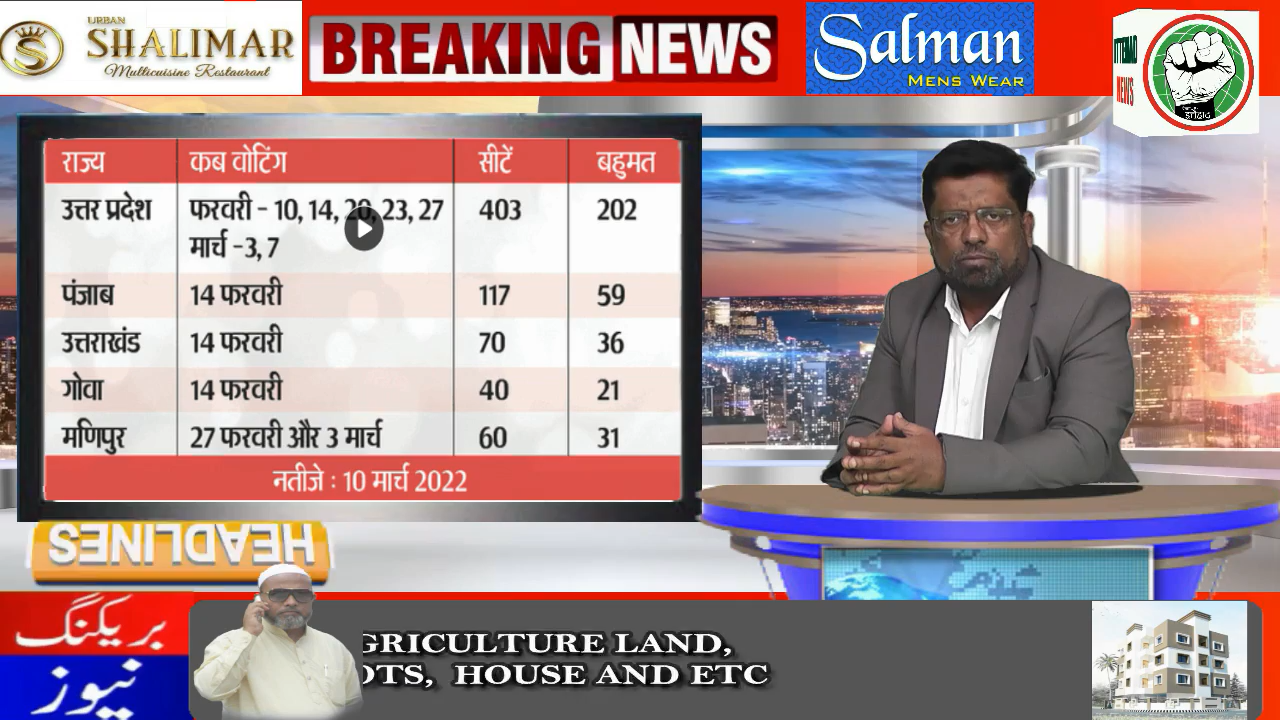 URBAN
SHALIMAR
Multicuisine Restaurant
BREAKING NEWS
Salman
MENS WEAR
NEWS
राज्य कब वोटिंग सीटें बहुमत
उत्तर प्रदेश फरवरी - 10, 14, 20, 23, 27 403 202
मार्च -3, 7
पंजाब 14 फरवरी 117 59
उत्तराखंड 14 फरवरी 70 36
गोवा 14 फरवरी 40 21
मणिपुर 27 फरवरी और 3 मार्च 60 31
नतीजे : 10 मार्च 2022
HEADLINES
بریکنگ
نیوز
GRICULTURE LAND,
OTS, HOUSE AND ETC